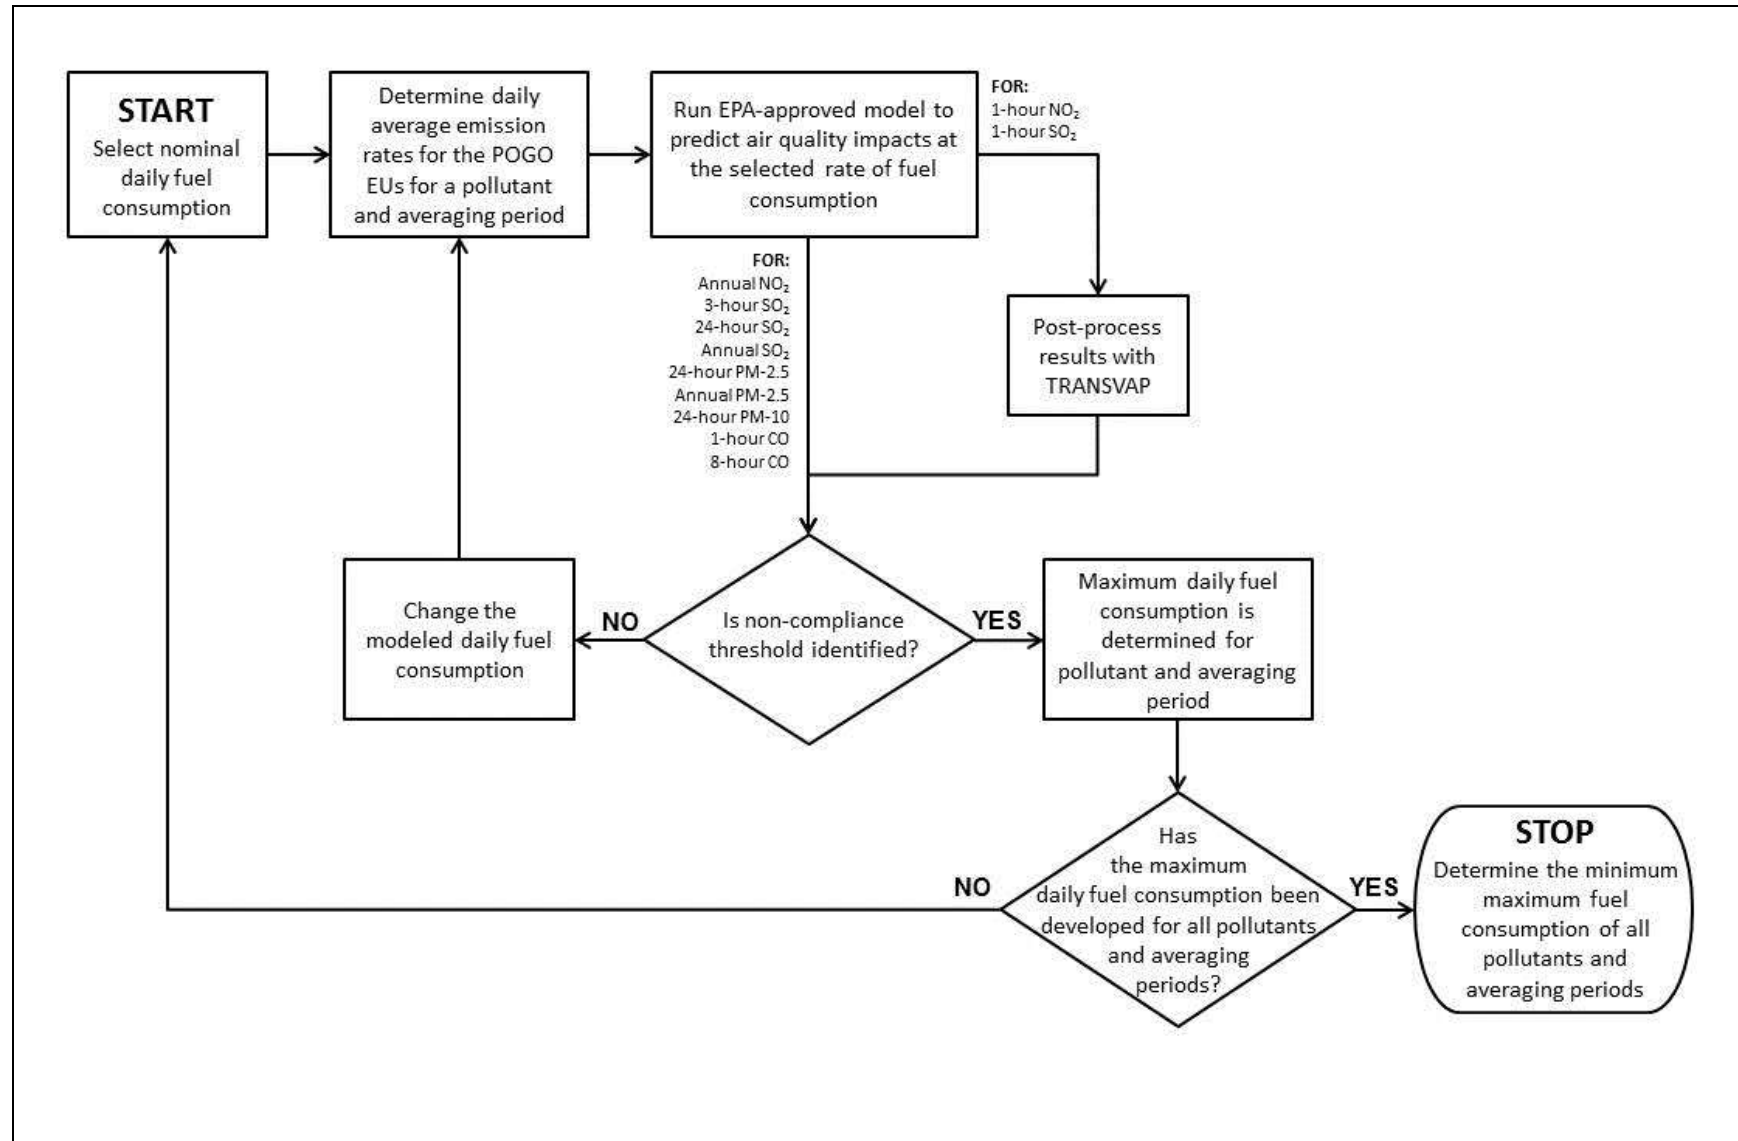 START
Select nominal
daily fuel
consumption
Determine daily
average emission
rates for the POGO
EUs for a pollutant
and averaging period
Run EPA-approved model to
predict air quality impacts at
the selected rate of fuel
consumption
FOR:
1-hour NO₂
1-hour SO₂
FOR:
Annual NO₂
3-hour SO₂
24-hour SO₂
Annual SO₂
24-hour PM-2.5
Annual PM-2.5
24-hour PM-10
1-hour CO
8-hour CO
Post-process
results with
TRANSVAP
Change the
modeled daily fuel
consumption
NO
Is non-compliance
threshold identified?
YES
Maximum daily fuel
consumption is
determined for
pollutant and averaging
period
NO
Has
the maximum
daily fuel consumption been
developed for all pollutants
and averaging
periods?
YES
STOP
Determine the minimum
maximum fuel
consumption of all
pollutants and
averaging periods